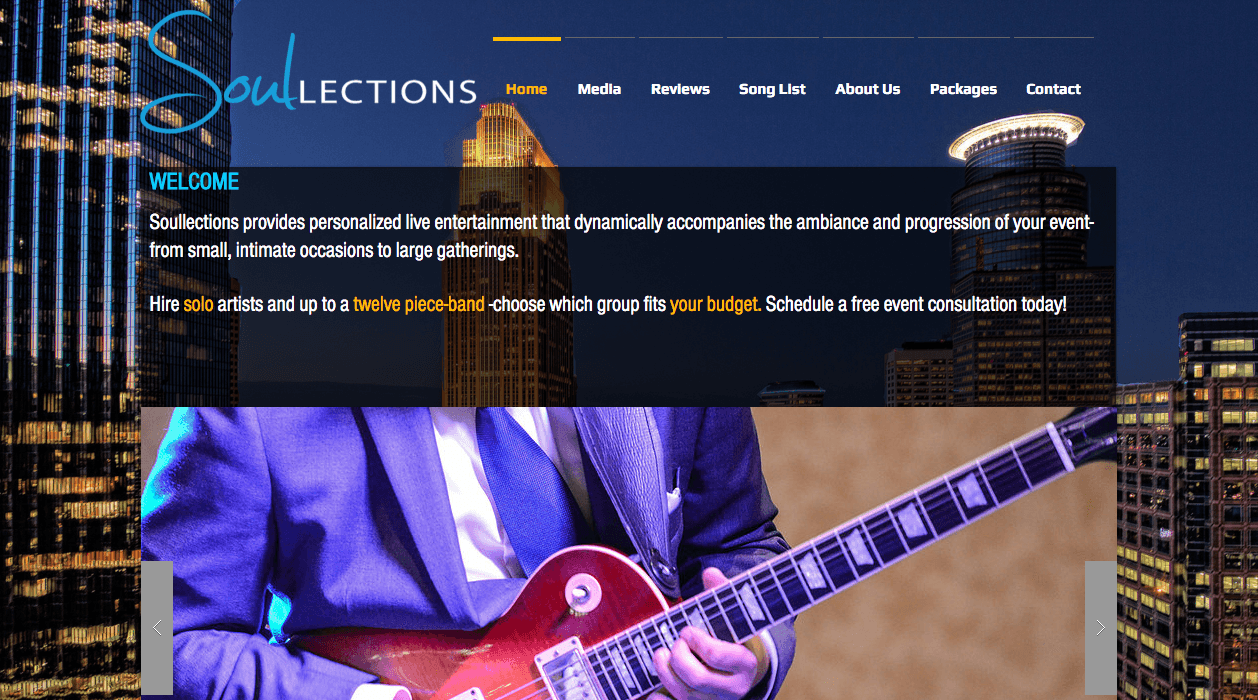 Soullections
Home Media Reviews Song List About Us Packages Contact
WELCOME
Soullections provides personalized live entertainment that dynamically accompanies the ambiance and progression of your event-
from small, intimate occasions to large gatherings.
Hire solo artists and up to a twelve piece-band -choose which group fits your budget. Schedule a free event consultation today!